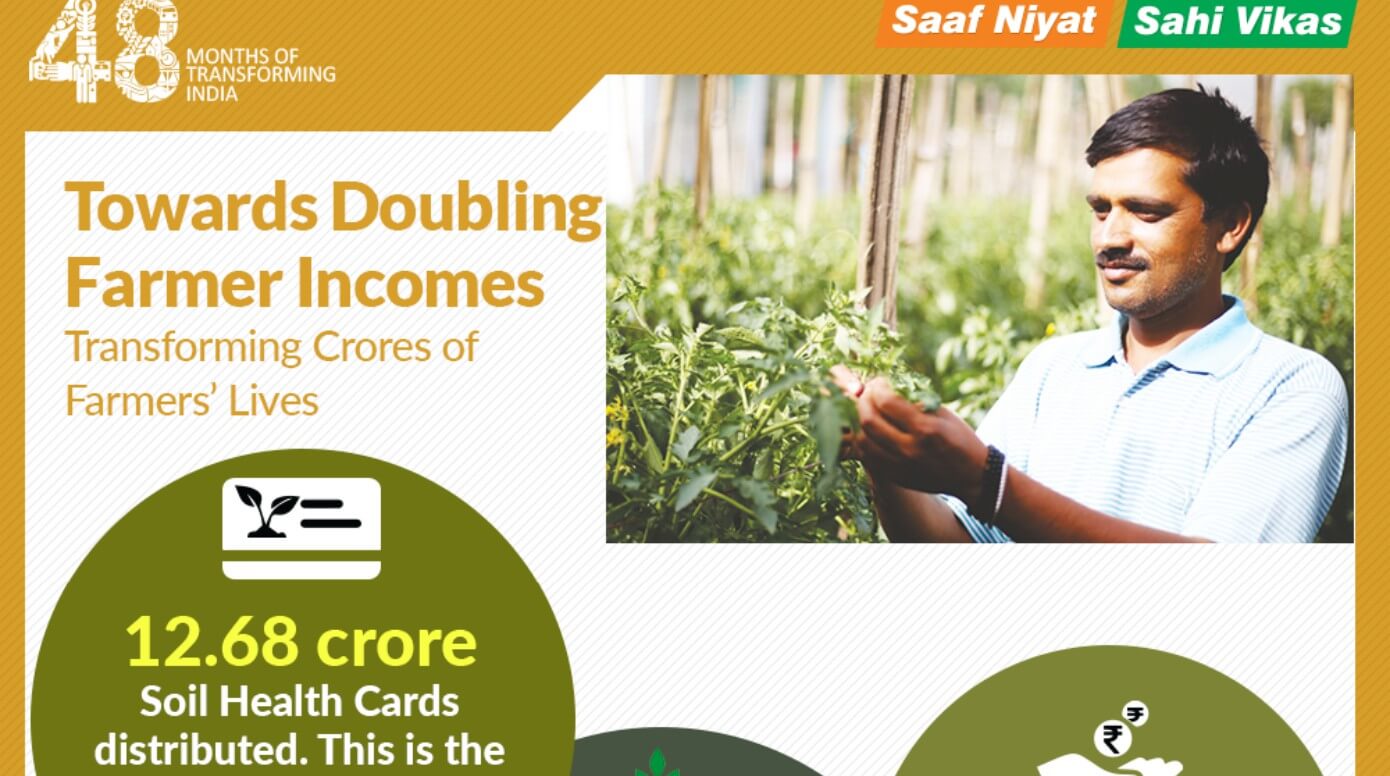 48
MONTHS OF
TRANSFORMING
INDIA
Saaf Niyat
Sahi Vikas
Towards Doubling
Farmer Incomes
Transforming Crores of
Farmers’ Lives
12.68 crore
Soil Health Cards
distributed. This is the
₹
₹